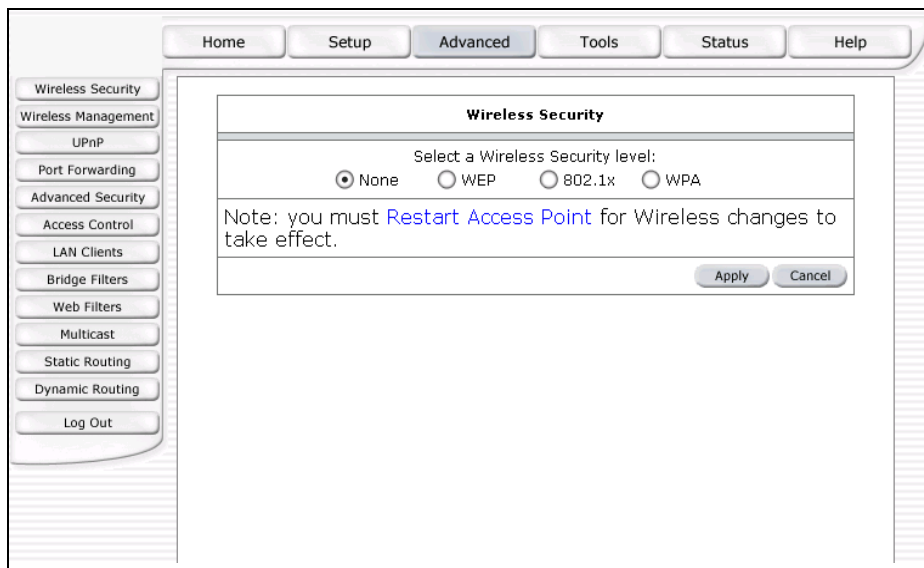 Home Setup Advanced Tools Status Help
Wireless Security
Wireless Management
UPnP
Port Forwarding
Advanced Security
Access Control
LAN Clients
Bridge Filters
Web Filters
Multicast
Static Routing
Dynamic Routing
Log Out
Wireless Security
Select a Wireless Security level:
None WEP 802.1x WPA
Note: you must Restart Access Point for Wireless changes to
take effect.
Apply Cancel